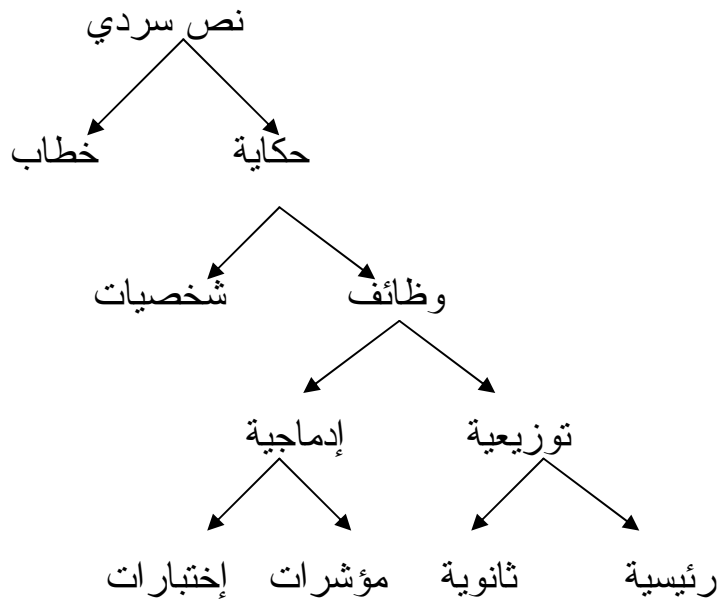 نص سردي
حكاية خطاب
وظائف شخصيات
توزيعية إدماجية
رئيسية ثانوية مؤشرات إختبارات